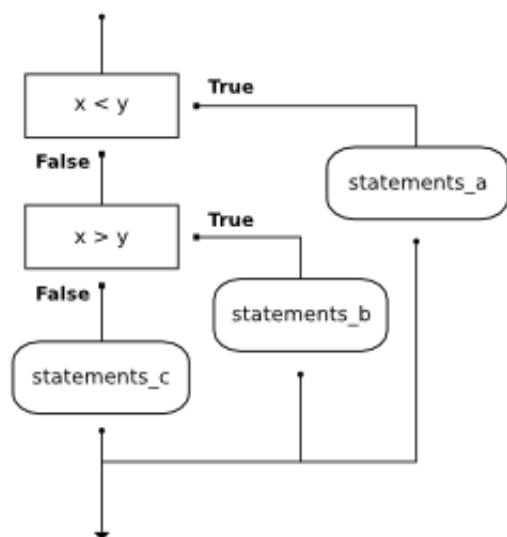 x < y
True
False
statements_a
x > y
True
False
statements_b
statements_c